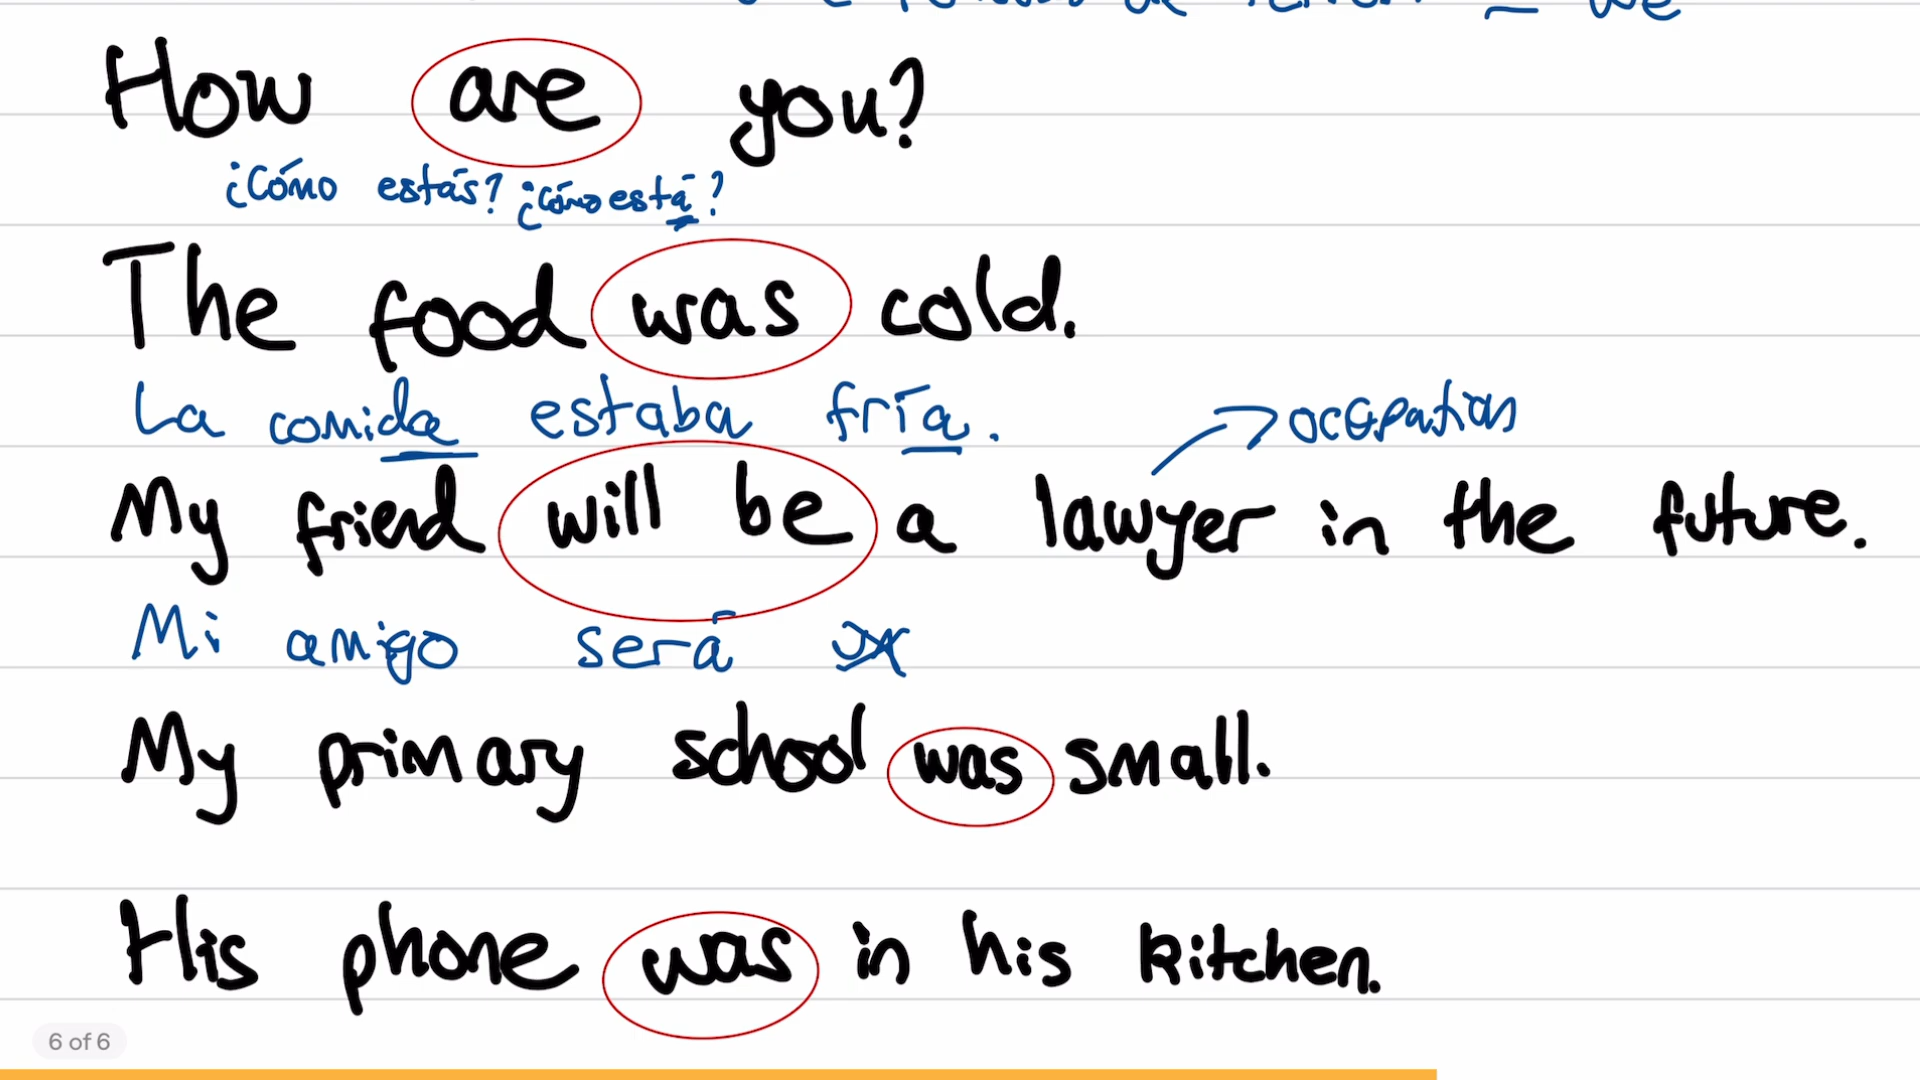 How are you?
¿Cómo estás? ¿Cómo está?
The food was cold.
La comida estaba fría.
→ occupation
My friend will be a lawyer in the future.
Mi amigo será
My primary school was small.
His phone was in his kitchen.
6 of 6